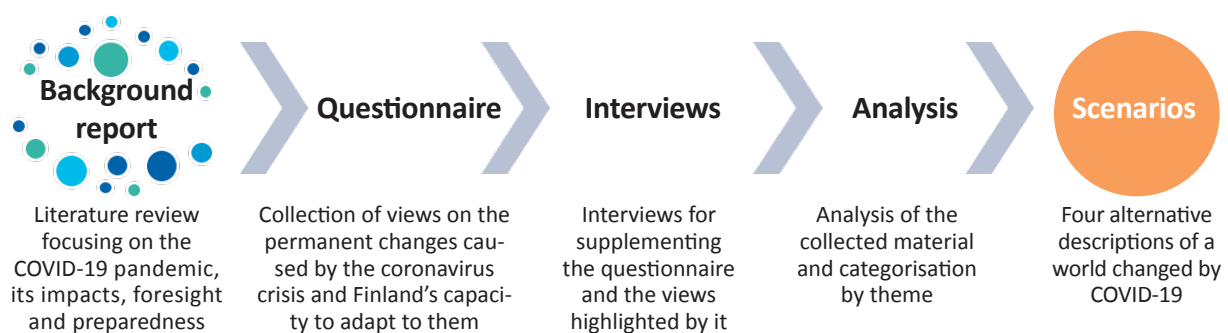 Background
report
Questionnaire
Interviews
Analysis
Scenarios
Literature review
focusing on the
COVID-19 pandemic,
its impacts, foresight
and preparedness
Collection of views on the
permanent changes cau-
sed by the coronavirus
crisis and Finland’s capaci-
ty to adapt to them
Interviews for
supplementing
the questionnaire
and the views
highlighted by it
Analysis of the
collected material
and categorisation
by theme
Four alternative
descriptions of a
world changed by
COVID-19